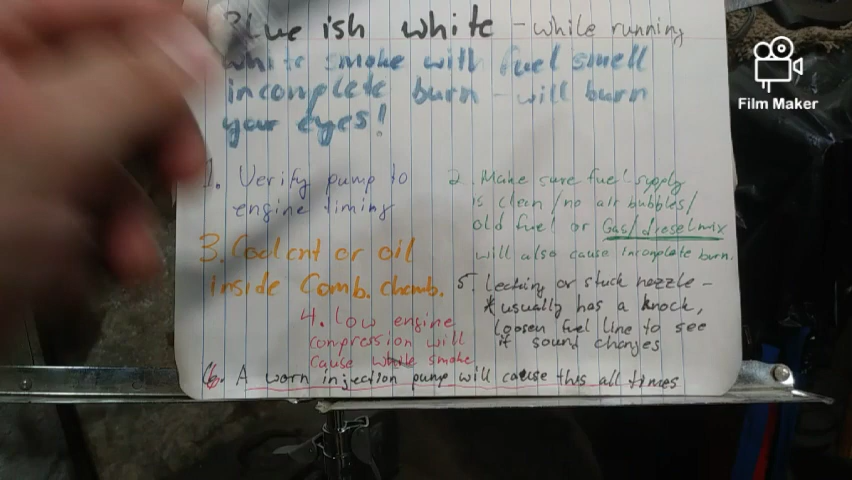 Blue ish white - while running
white smoke with fuel smell
incomplete burn - will burn
your eyes!
1. Verify pump to
engine timing
2. Make sure fuel supply
is clean/no air bubbles/
old fuel or Gas/diesel mix
will also cause incomplete burn.
3. Coolent or oil
inside Comb. chamb.
4. Low engine
compression will
cause white smoke
5. Leaking or stuck nozzle -
*usually has a knock,
loosen fuel line to see
if sound changes
6. A worn injection pump will cause this all times
Film Maker